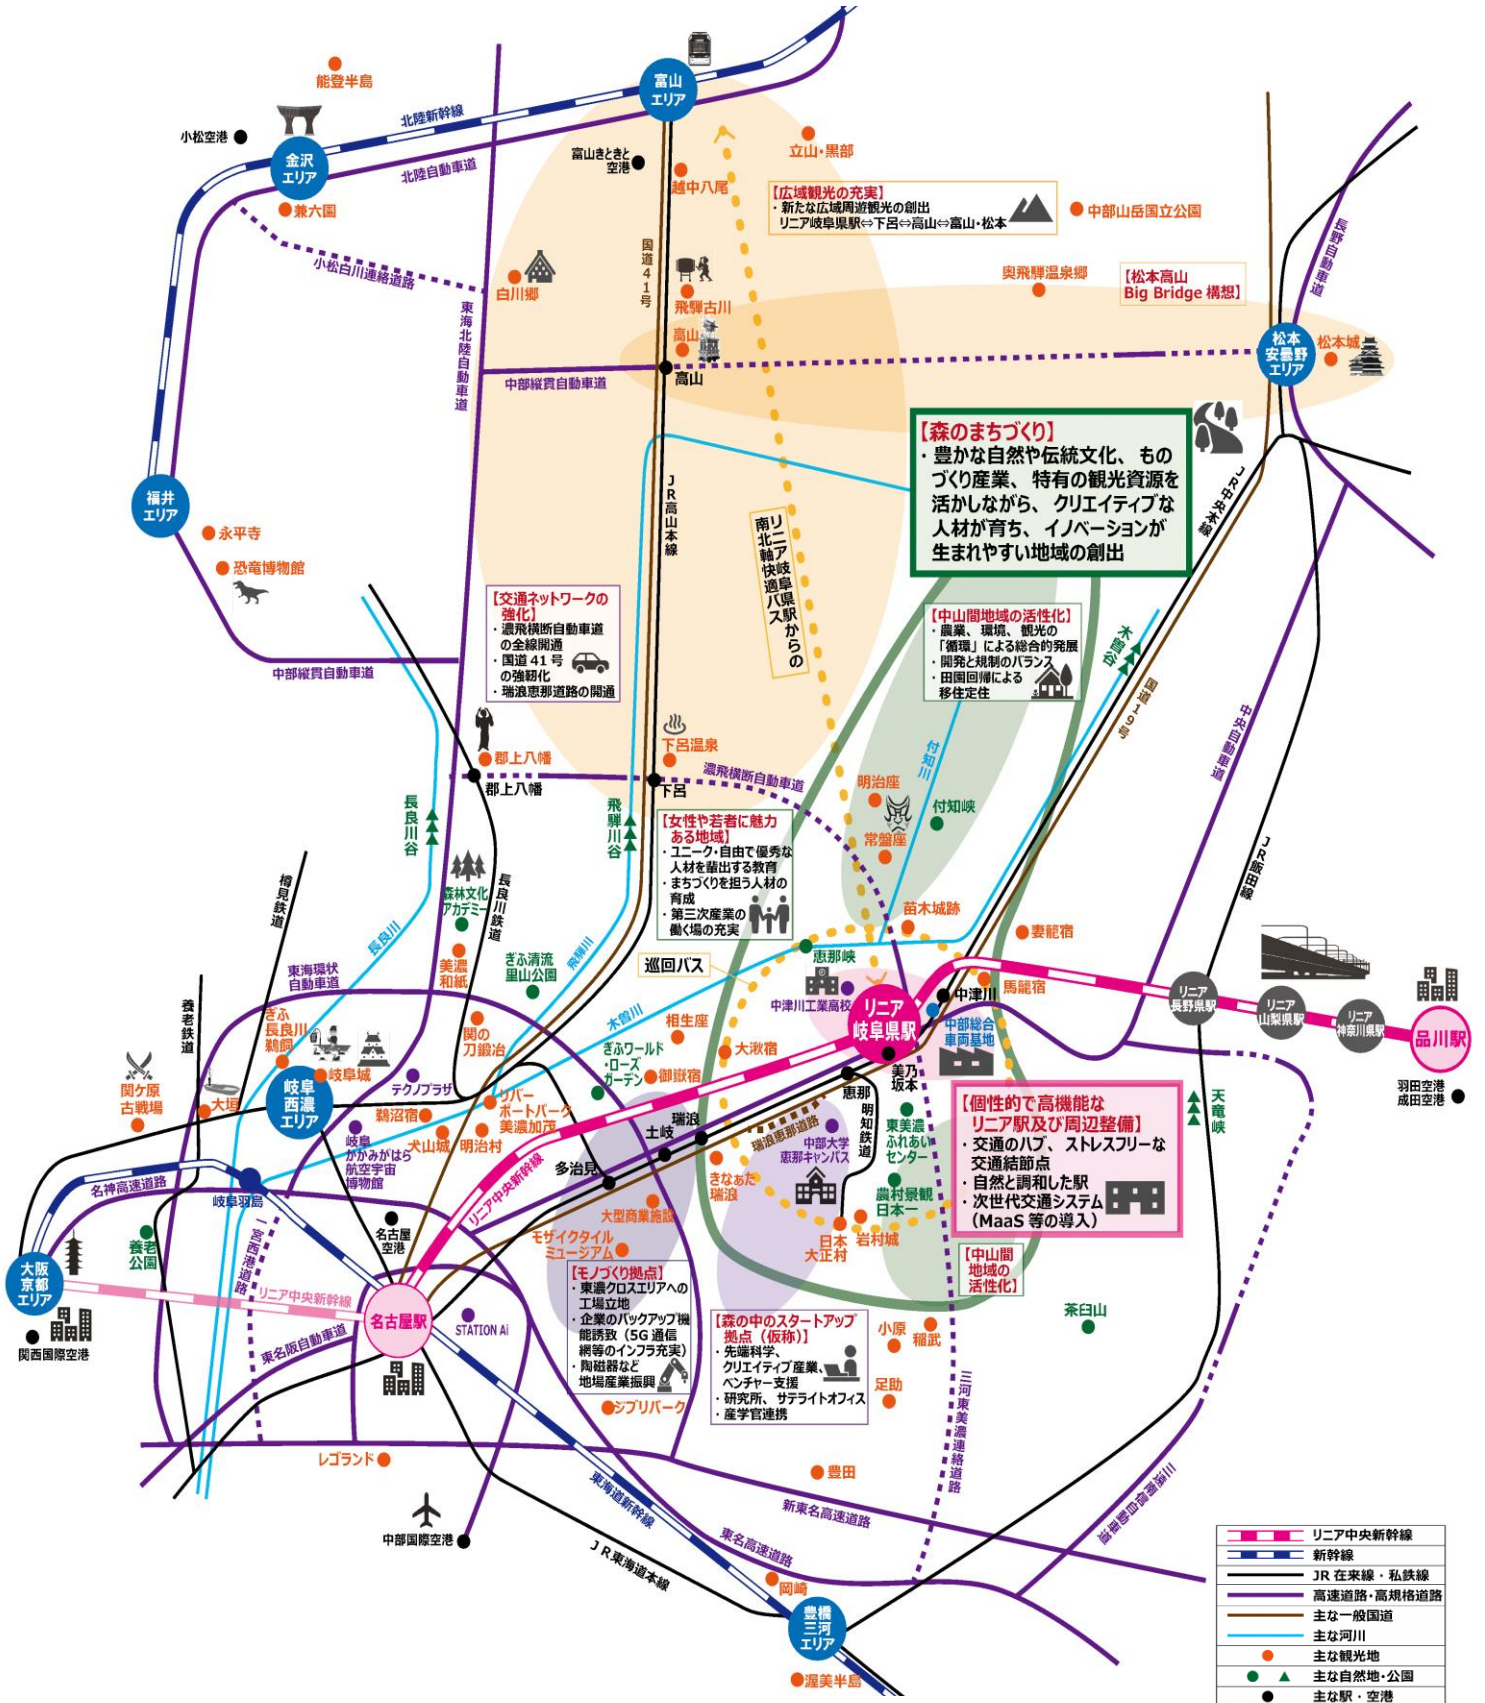 能登半島
富山
エリア
北陸新幹線
小松空港
金沢
エリア
北陸自動車道
富山きときと
空港
立山・黒部
越中八尾
兼六園
【広域観光の充実】
・新たな広域周遊観光の創出
リニア岐阜県駅⇔下呂⇔高山⇔富山・松本
中部山岳国立公園
長野自動車道
小松白川連絡道路
国道41号
白川郷
飛騨古川
奥飛騨温泉郷
【松本高山
Big Bridge 構想】
東海北陸自動車道
高山
松本
安曇野
エリア
松本城
中部縦貫自動車道
高山
【森のまちづくり】
・豊かな自然や伝統文化、もの
づくり産業、特有の観光資源を
活かしながら、クリエイティブな
人材が育ち、イノベーションが
生まれやすい地域の創出
福井
エリア
JR高山本線
JR中央本線
永平寺
恐竜博物館
リニア岐阜県駅からの
南北軸快適バス
【交通ネットワークの
強化】
・濃飛横断自動車道
の全線開通
・国道41号
の強靭化
・瑞浪恵那道路の開通
【中山間地域の活性化】
・農業、環境、観光の
「循環」による総合的発展
・開発と規制のバランス
・田園回帰による
移住定住
木曽谷
中部縦貫自動車道
国道19号
中央自動車道
郡上八幡
下呂温泉
付知川
濃飛横断自動車道
郡上八幡
下呂
明治座
付知峡
長良川谷
飛騨川谷
【女性や若者に魅力
ある地域】
・ユニーク・自由で優秀な
人材を輩出する教育
・まちづくりを担う人材の
育成
・第三次産業の
働く場の充実
常盤座
JR飯田線
樽見鉄道
森林文化
アカデミー
長良川鉄道
苗木城跡
妻籠宿
長良川
美濃
和紙
ぎふ清流
里山公園
飛騨川
巡回バス
恵那峡
東海環状
自動車道
中津川工業高校
リニア
岐阜県駅
中津川
馬籠宿
リニア
長野県駅
リニア
山梨県駅
リニア
神奈川県駅
品川駅
養老鉄道
ぎふ
長良川
鵜飼
関の
刀鍛冶
木曽川
相生座
中部総合
車両基地
大湫宿
関ケ原
古戦場
岐阜城
ぎふワールド
・ローズ
ガーデン
御嵩宿
美乃
坂本
羽田空港
成田空港
大垣
岐阜
西濃
エリア
テクノプラザ
鵜沼宿
リバー
ポートパーク
美濃加茂
恵那
明知鉄道
【個性的で高機能な
リニア駅及び周辺整備】
・交通のハブ、ストレスフリーな
交通結節点
・自然と調和した駅
・次世代交通システム
（MaaS 等の導入）
天竜峡
岐阜
かかみがはら
航空宇宙
博物館
犬山城
明治村
瑞浪
土岐
瑞浪恵那道路
中部大学
恵那キャンパス
東美濃
ふれあい
センター
多治見
きなぁた
瑞浪
農村景観
日本一
名神高速道路
岐阜羽島
リニア中央新幹線
大型商業施設
養老
公園
一宮西港道路
名古屋
空港
モザイクタイル
ミュージアム
日本
大正村
岩村城
大阪
京都
エリア
【モノづくり拠点】
・東濃クロスエリアへの
工場立地
・企業のバックアップ機
能誘致（5G 通信
網等のインフラ充実）
・陶磁器など
地場産業振興
【中山間
地域の
活性化】
リニア中央新幹線
名古屋駅
STATION Ai
【森の中のスタートアップ
拠点（仮称）】
・先端科学、
クリエイティブ産業、
ベンチャー支援
・研究所、サテライトオフィス
・産学官連携
小原
稲武
茶臼山
関西国際空港
東名阪自動車道
足助
三河東美濃連絡道路
ジブリパーク
レゴランド
豊田
三遠南信自動車道
東海道新幹線
新東名高速道路
中部国際空港
東名高速道路
JR東海道本線
岡崎
豊橋
三河
エリア
渥美半島
リニア中央新幹線
新幹線
JR 在来線・私鉄線
高速道路・高規格道路
主な一般国道
主な河川
主な観光地
主な自然地・公園
主な駅・空港